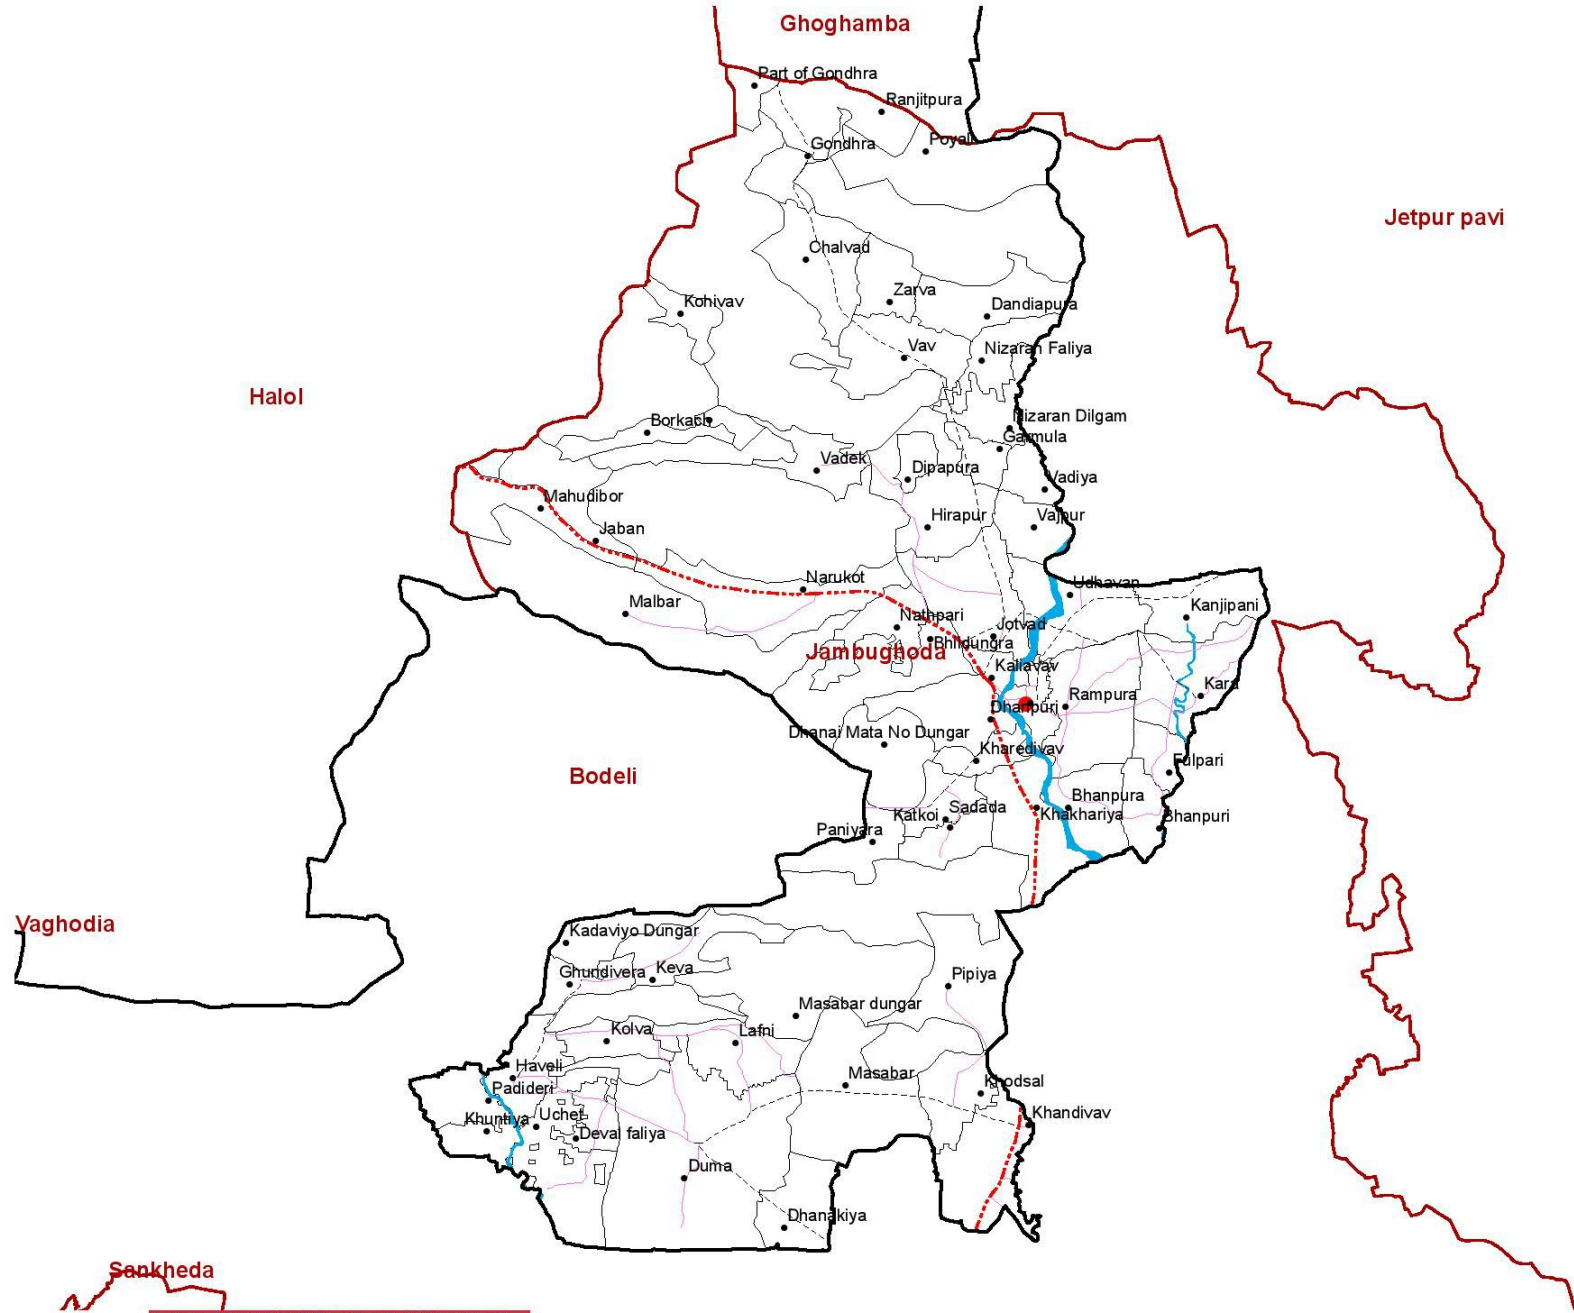 Ghoghamba
Part of Gondhra
Ranjitpura
Poyali
Gondhra
Jetpur pavi
Chalvad
Zarva
Kohivav
Dandiapura
Vav
Nizaran Faliya
Halol
Borkach
Nizaran Dilgam
Garmula
Vadek
Dipapura
Vadiya
Mahudibor
Hirapur
Vajpur
Jaban
Narukot
Udhavan
Malbar
Kanjipani
Nathpari
Jotvad
Bhildungra
Jambughoda
Kallavav
Kara
Rampura
Dhanpuri
Dhanai Mata No Dungar
Kharedivav
Fulpari
Bodeli
Bhanpura
Sadada
Katkoi
Khakhariya
Bhanpuri
Paniyara
Vaghodia
Kadaviyo Dungar
Ghundivera
Keva
Pipiya
Masabar dungar
Kolva
Lafni
Haveli
Masabar
Khodsal
Padideri
Khuntiya
Uchet
Khandivav
Deval faliya
Duma
Dhanakiya
Sankheda